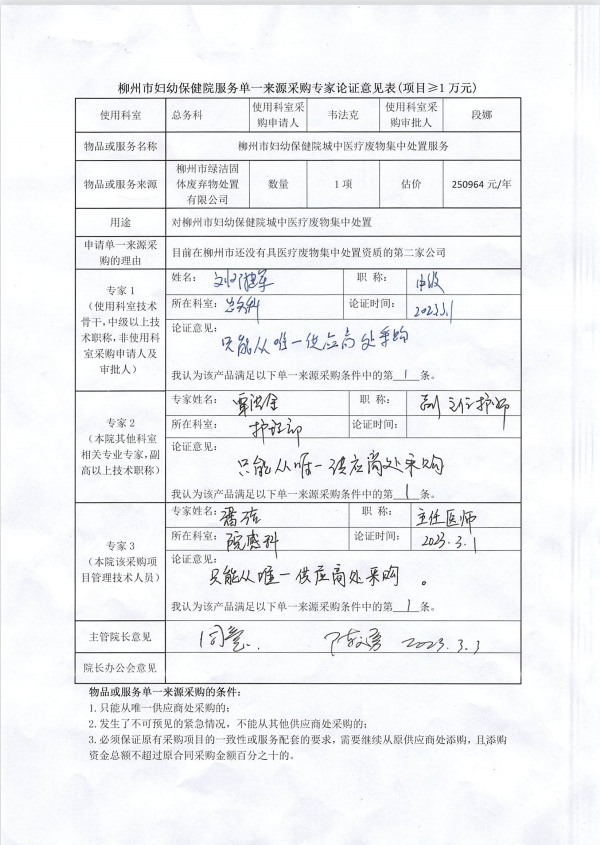 柳州市妇幼保健院服务单一来源采购专家论证意见表(项目≥1万元)
使用科室 总务科 使用科室采购申请人 韦法克 使用科室采购审批人 段娜
物品或服务名称 柳州市妇幼保健院城中医疗废物集中处置服务
物品或服务来源 柳州市绿洁固体废弃物处置有限公司 数量 1 项 估价 250964 元/年
用途 对柳州市妇幼保健院城中医疗废物集中处置
申请单一来源采购的理由 目前在柳州市还没有具医疗废物集中处置资质的第二家公司
专家 1
（使用科室技术骨干,中级以上技术职称,非使用科室采购申请人及审批人）
姓名： 职 称： 中级
所在科室： 总务科 论证时间： 2023.3.1
论证意见：
只能从唯一供应商处采购
我认为该产品满足以下单一来源采购条件中的第 1 条。
专家 2
（本院其他科室相关专业专家,副高以上技术职称）
专家姓名： 覃 金 职 称： 副主任护师
所在科室： 护理部 论证时间：
论证意见：
只能从唯一供应商处采购
我认为该产品满足以下单一来源采购条件中的第 1 条。
专家 3
（本院该采购项目管理技术人员）
专家姓名： 职 称： 主任医师
所在科室： 院感科 论证时间： 2023.3.1
论证意见：
只能从唯一供应商处采购。
我认为该产品满足以下单一来源采购条件中的第 1 条。
主管院长意见 同意. 2023.3.3
院长办公会意见
物品或服务单一来源采购的条件：
1.只能从唯一供应商处采购的；
2.发生了不可预见的紧急情况，不能从其他供应商处采购的；
3.必须保证原有采购项目的一致性或服务配套的要求，需要继续从原供应商处添购，且添购
资金总额不超过原合同采购金额百分之十的。